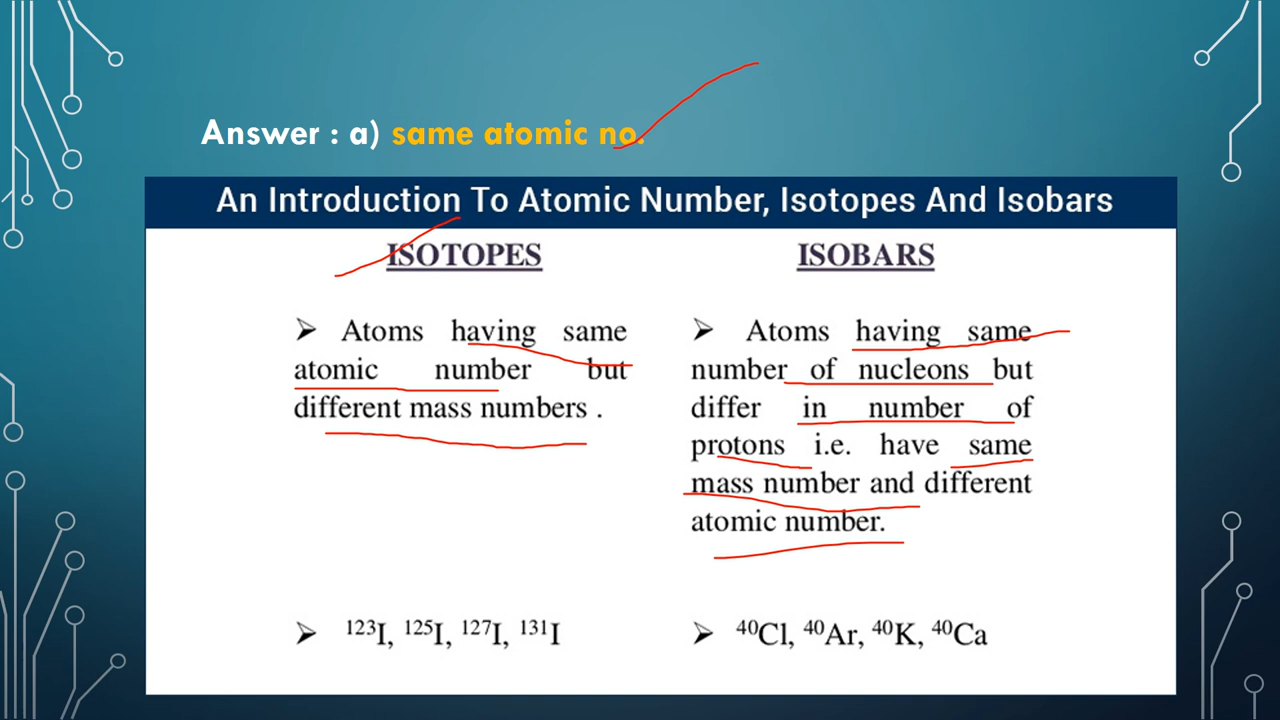 Answer : a) same atomic no.
An Introduction To Atomic Number, Isotopes And Isobars
ISOTOPES
➢ Atoms having same
atomic number but
different mass numbers .
➢ ¹²³I, ¹²⁵I, ¹²⁷I, ¹³¹I
ISOBARS
➢ Atoms having same
number of nucleons but
differ in number of
protons i.e. have same
mass number and different
atomic number.
➢ ⁴⁰Cl, ⁴⁰Ar, ⁴⁰K, ⁴⁰Ca